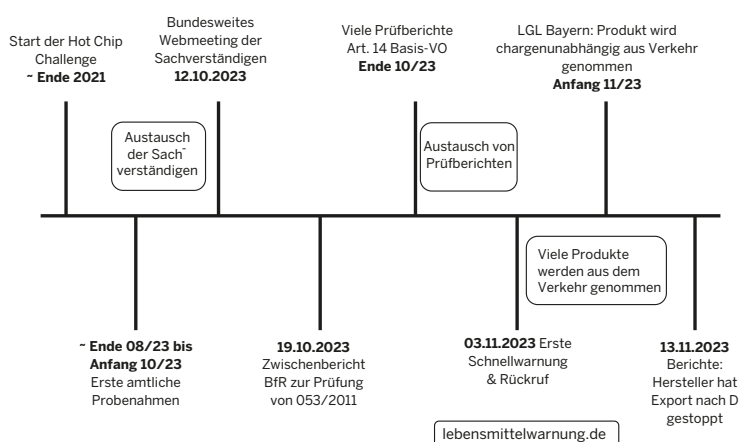 Start der Hot Chip
Challenge
~ Ende 2021
Bundesweites
Webmeeting der
Sachverständigen
12.10.2023
Viele Prüfberichte
Art. 14 Basis-VO
Ende 10/23
LGL Bayern: Produkt wird
chargenunabhängig aus Verkehr
genommen
Anfang 11/23
Austausch
der Sach-
verständigen
Austausch von
Prüfberichten
Viele Produkte
werden aus dem
Verkehr genommen
~ Ende 08/23 bis
Anfang 10/23
Erste amtliche
Probenahmen
19.10.2023
Zwischenbericht
BfR zur Prüfung
von 053/2011
03.11.2023 Erste
Schnellwarnung
& Rückruf
13.11.2023
Berichte:
Hersteller hat
Export nach D
gestoppt
lebensmittelwarnung.de